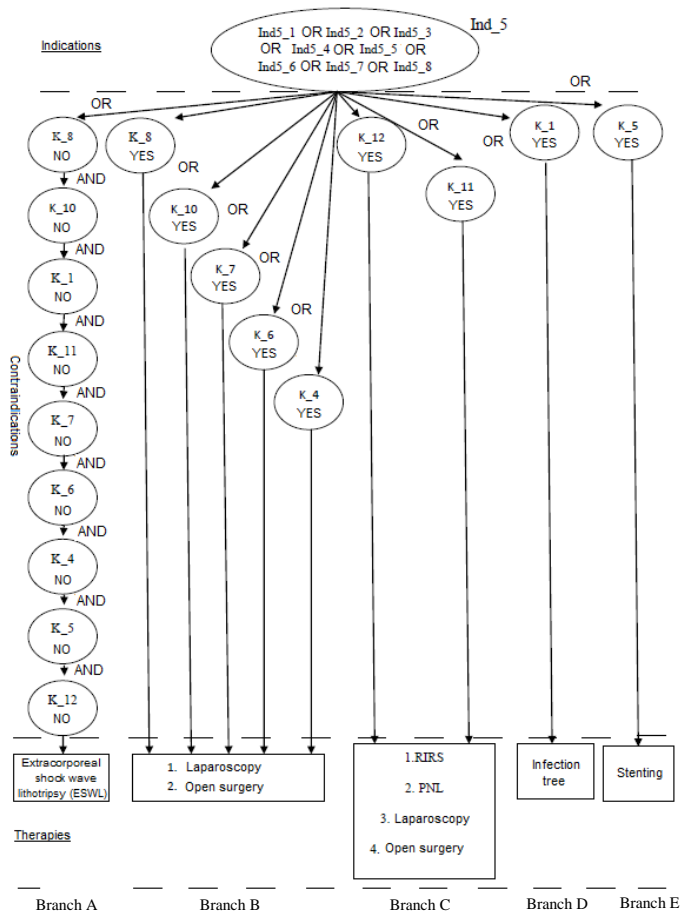 Ind_5
Ind5_1 OR Ind5_2 OR Ind5_3
OR Ind5_4 OR Ind5_5 OR
Ind5_6 OR Ind5_7 OR Ind5_8
Indications
OR
K_8
NO
AND
K_10
NO
AND
K_1
NO
AND
K_11
NO
AND
K_7
NO
AND
K_6
NO
AND
K_4
NO
AND
K_5
NO
AND
K_12
NO
K_8
YES
OR
K_10
YES
OR
K_7
YES
OR
K_6
YES
OR
K_4
YES
K_12
YES
OR
K_11
YES
OR
K_1
YES
OR
K_5
YES
Contraindications
Extracorporeal
shock wave
lithotripsy (ESWL)
1. Laparoscopy
2. Open surgery
1.RIRS
2. PNL
3. Laparoscopy
4. Open surgery
Infection
tree
Stenting
Therapies
Branch A
Branch B
Branch C
Branch D
Branch E